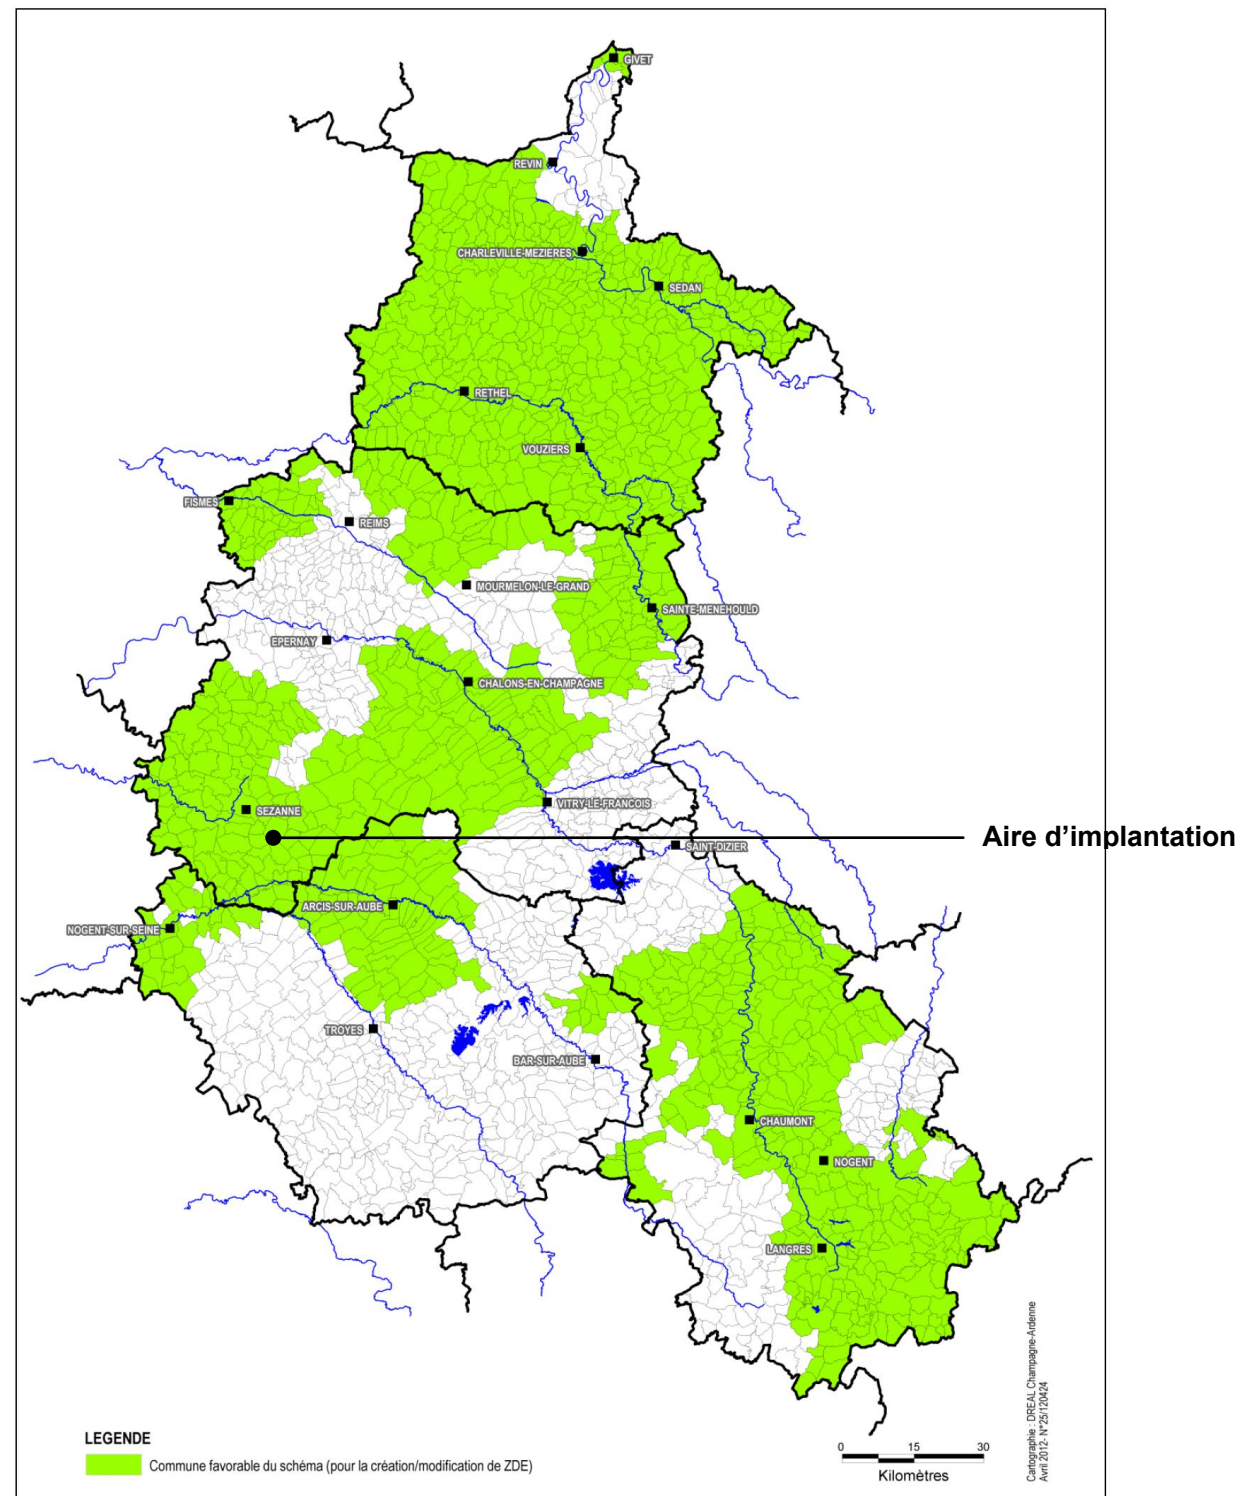 GIVET
REVIN
CHARLEVILLE-MEZIERES
SEDAN
RETHEL
VOUZIERS
FISMES
REIMS
MOURMELON-LE-GRAND
SAINTE-MENEHOULD
EPERNAY
CHALONS-EN-CHAMPAGNE
VITRY-LE-FRANCOIS
SEZANNE
Aire d'implantation
SAINT-DIZIER
ARCIS-SUR-AUBE
NOGENT-SUR-SEINE
TROYES
BAR-SUR-AUBE
CHAUMONT
NOGENT
LANGRES
LEGENDE
Commune favorable du schéma (pour la création/modification de ZDE)
0 15 30
Kilomètres
Cartographie : DREAL Champagne-Ardenne
Avril 2012- N°25/120424